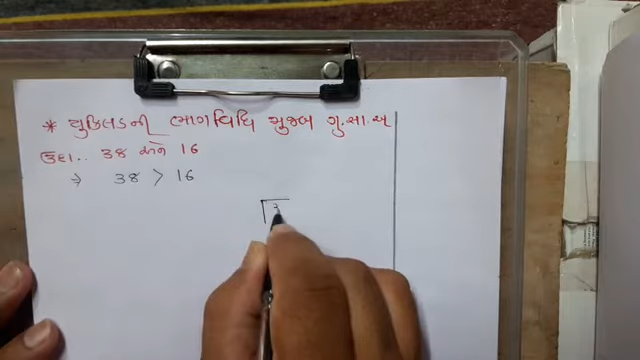 * યુક્લિડની ભાગવિધિ મુજબ ગુ.સા.અ
ઉદા.. 38 અને 16
⇒ 38 > 16